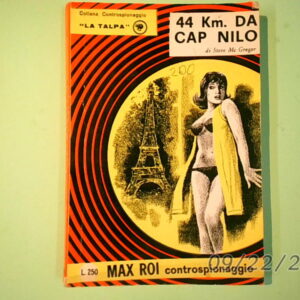 Collana Controspionaggio
"LA TALPA"
44 Km. DA
CAP NILO
di Steve Mc Gregor
200
L. 250
MAX ROI controspionaggio
09/22/2